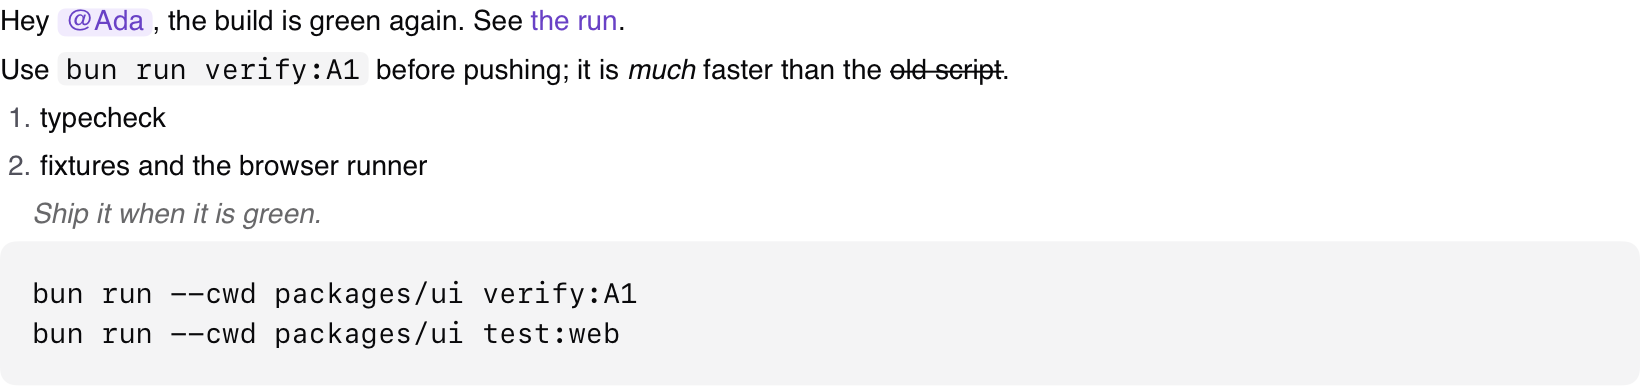 Hey @Ada, the build is green again. See the run.
Use bun run verify:A1 before pushing; it is much faster than the old script.
1. typecheck
2. fixtures and the browser runner
Ship it when it is green.
bun run --cwd packages/ui verify:A1
bun run --cwd packages/ui test:web